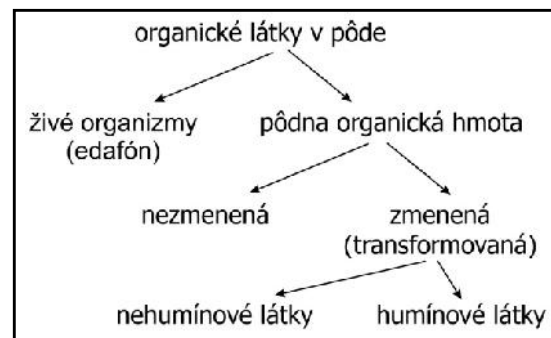 organické látky v pôde
živé organizmy
(edafón)
pôdna organická hmota
nezmenená
zmenená
(transformovaná)
nehumínové látky
humínové látky